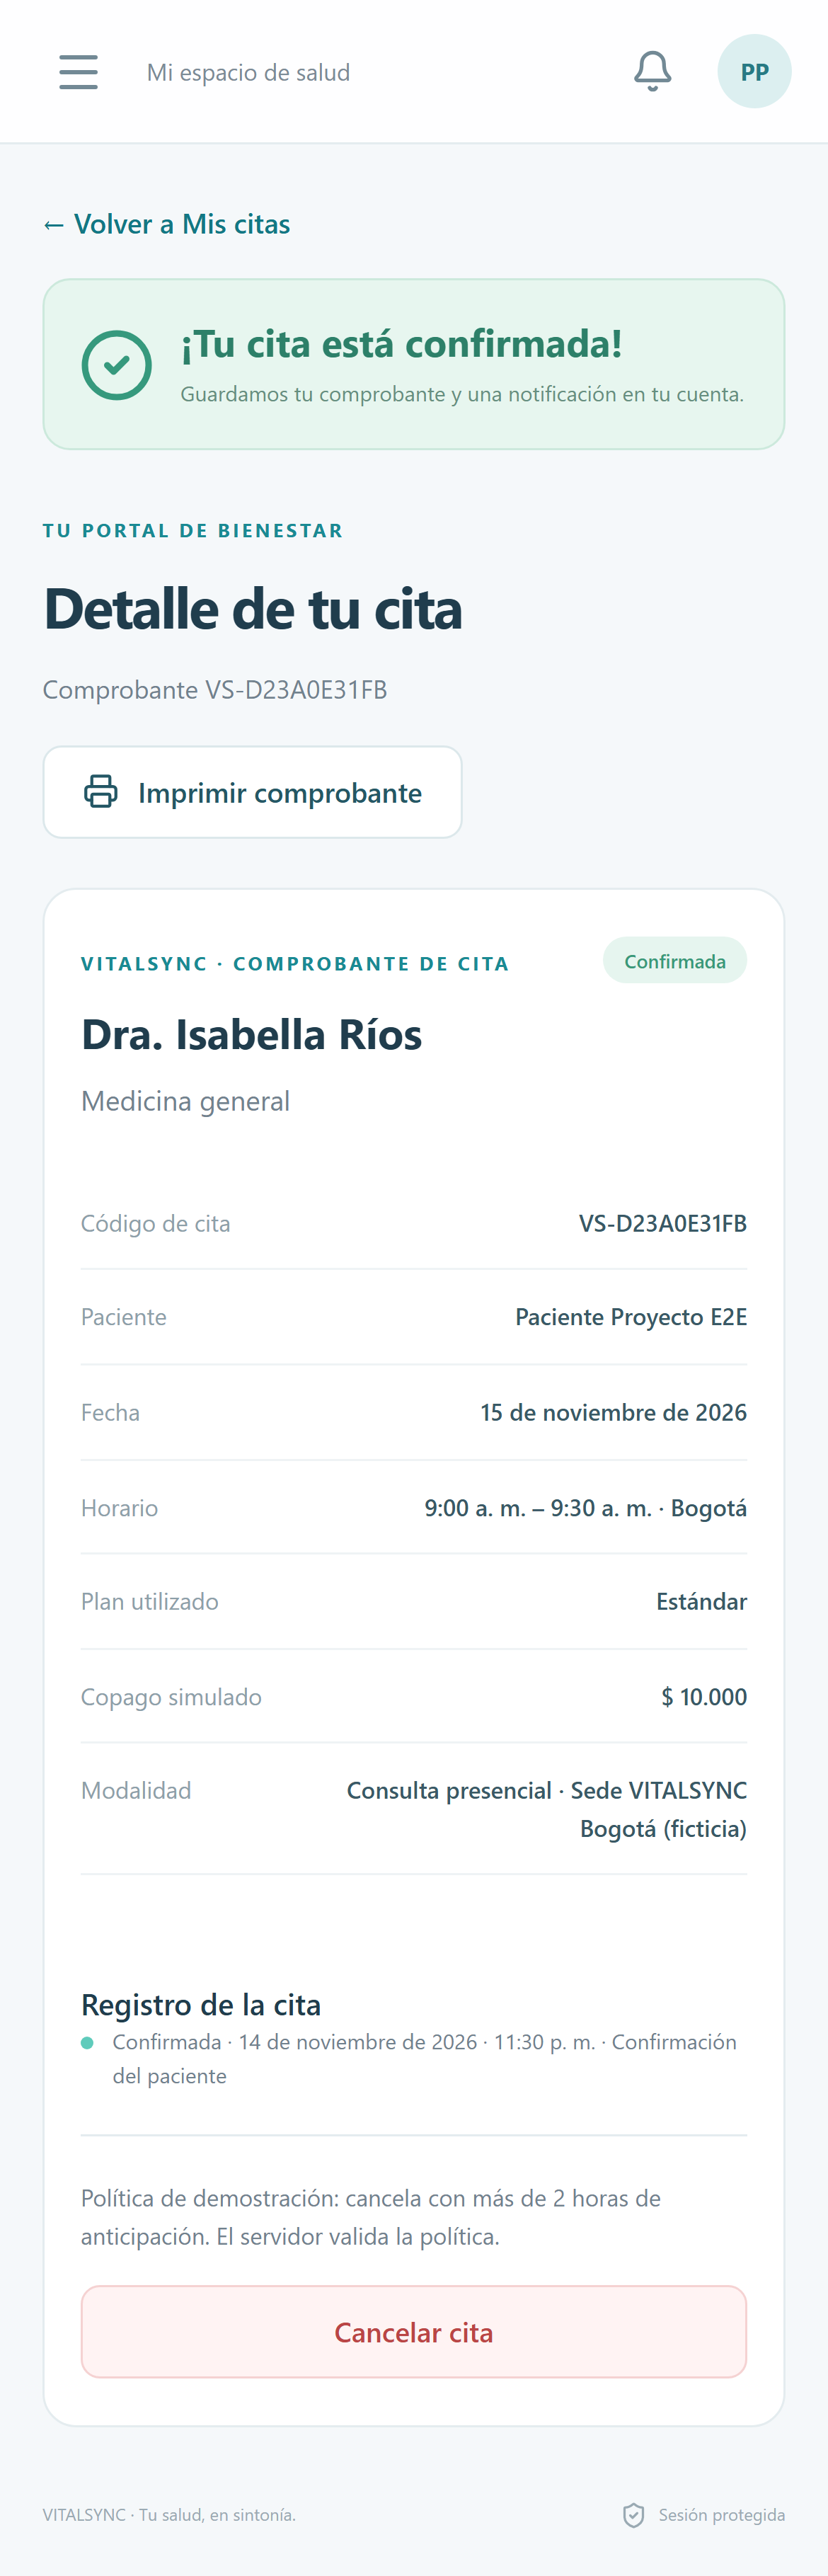 Mi espacio de salud
PP
← Volver a Mis citas
¡Tu cita está confirmada!
Guardamos tu comprobante y una notificación en tu cuenta.
TU PORTAL DE BIENESTAR
Detalle de tu cita
Comprobante VS-D23A0E31FB
Imprimir comprobante
VITALSYNC · COMPROBANTE DE CITA
Confirmada
Dra. Isabella Ríos
Medicina general
Código de cita VS-D23A0E31FB
Paciente Paciente Proyecto E2E
Fecha 15 de noviembre de 2026
Horario 9:00 a. m. – 9:30 a. m. · Bogotá
Plan utilizado Estándar
Copago simulado $ 10.000
Modalidad Consulta presencial · Sede VITALSYNC
Bogotá (ficticia)
Registro de la cita
Confirmada · 14 de noviembre de 2026 · 11:30 p. m. · Confirmación
del paciente
Política de demostración: cancela con más de 2 horas de
anticipación. El servidor valida la política.
Cancelar cita
VITALSYNC · Tu salud, en sintonía.
Sesión protegida